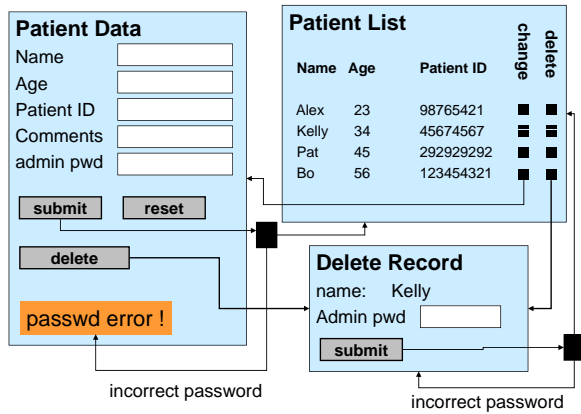 Patient Data
Name
Age
Patient ID
Comments
admin pwd
submit reset
delete
passwd error !
incorrect password
Patient List
change
delete
Name Age Patient ID
Alex 23 98765421
Kelly 34 45674567
Pat 45 292929292
Bo 56 123454321
Delete Record
name: Kelly
Admin pwd
submit
incorrect password